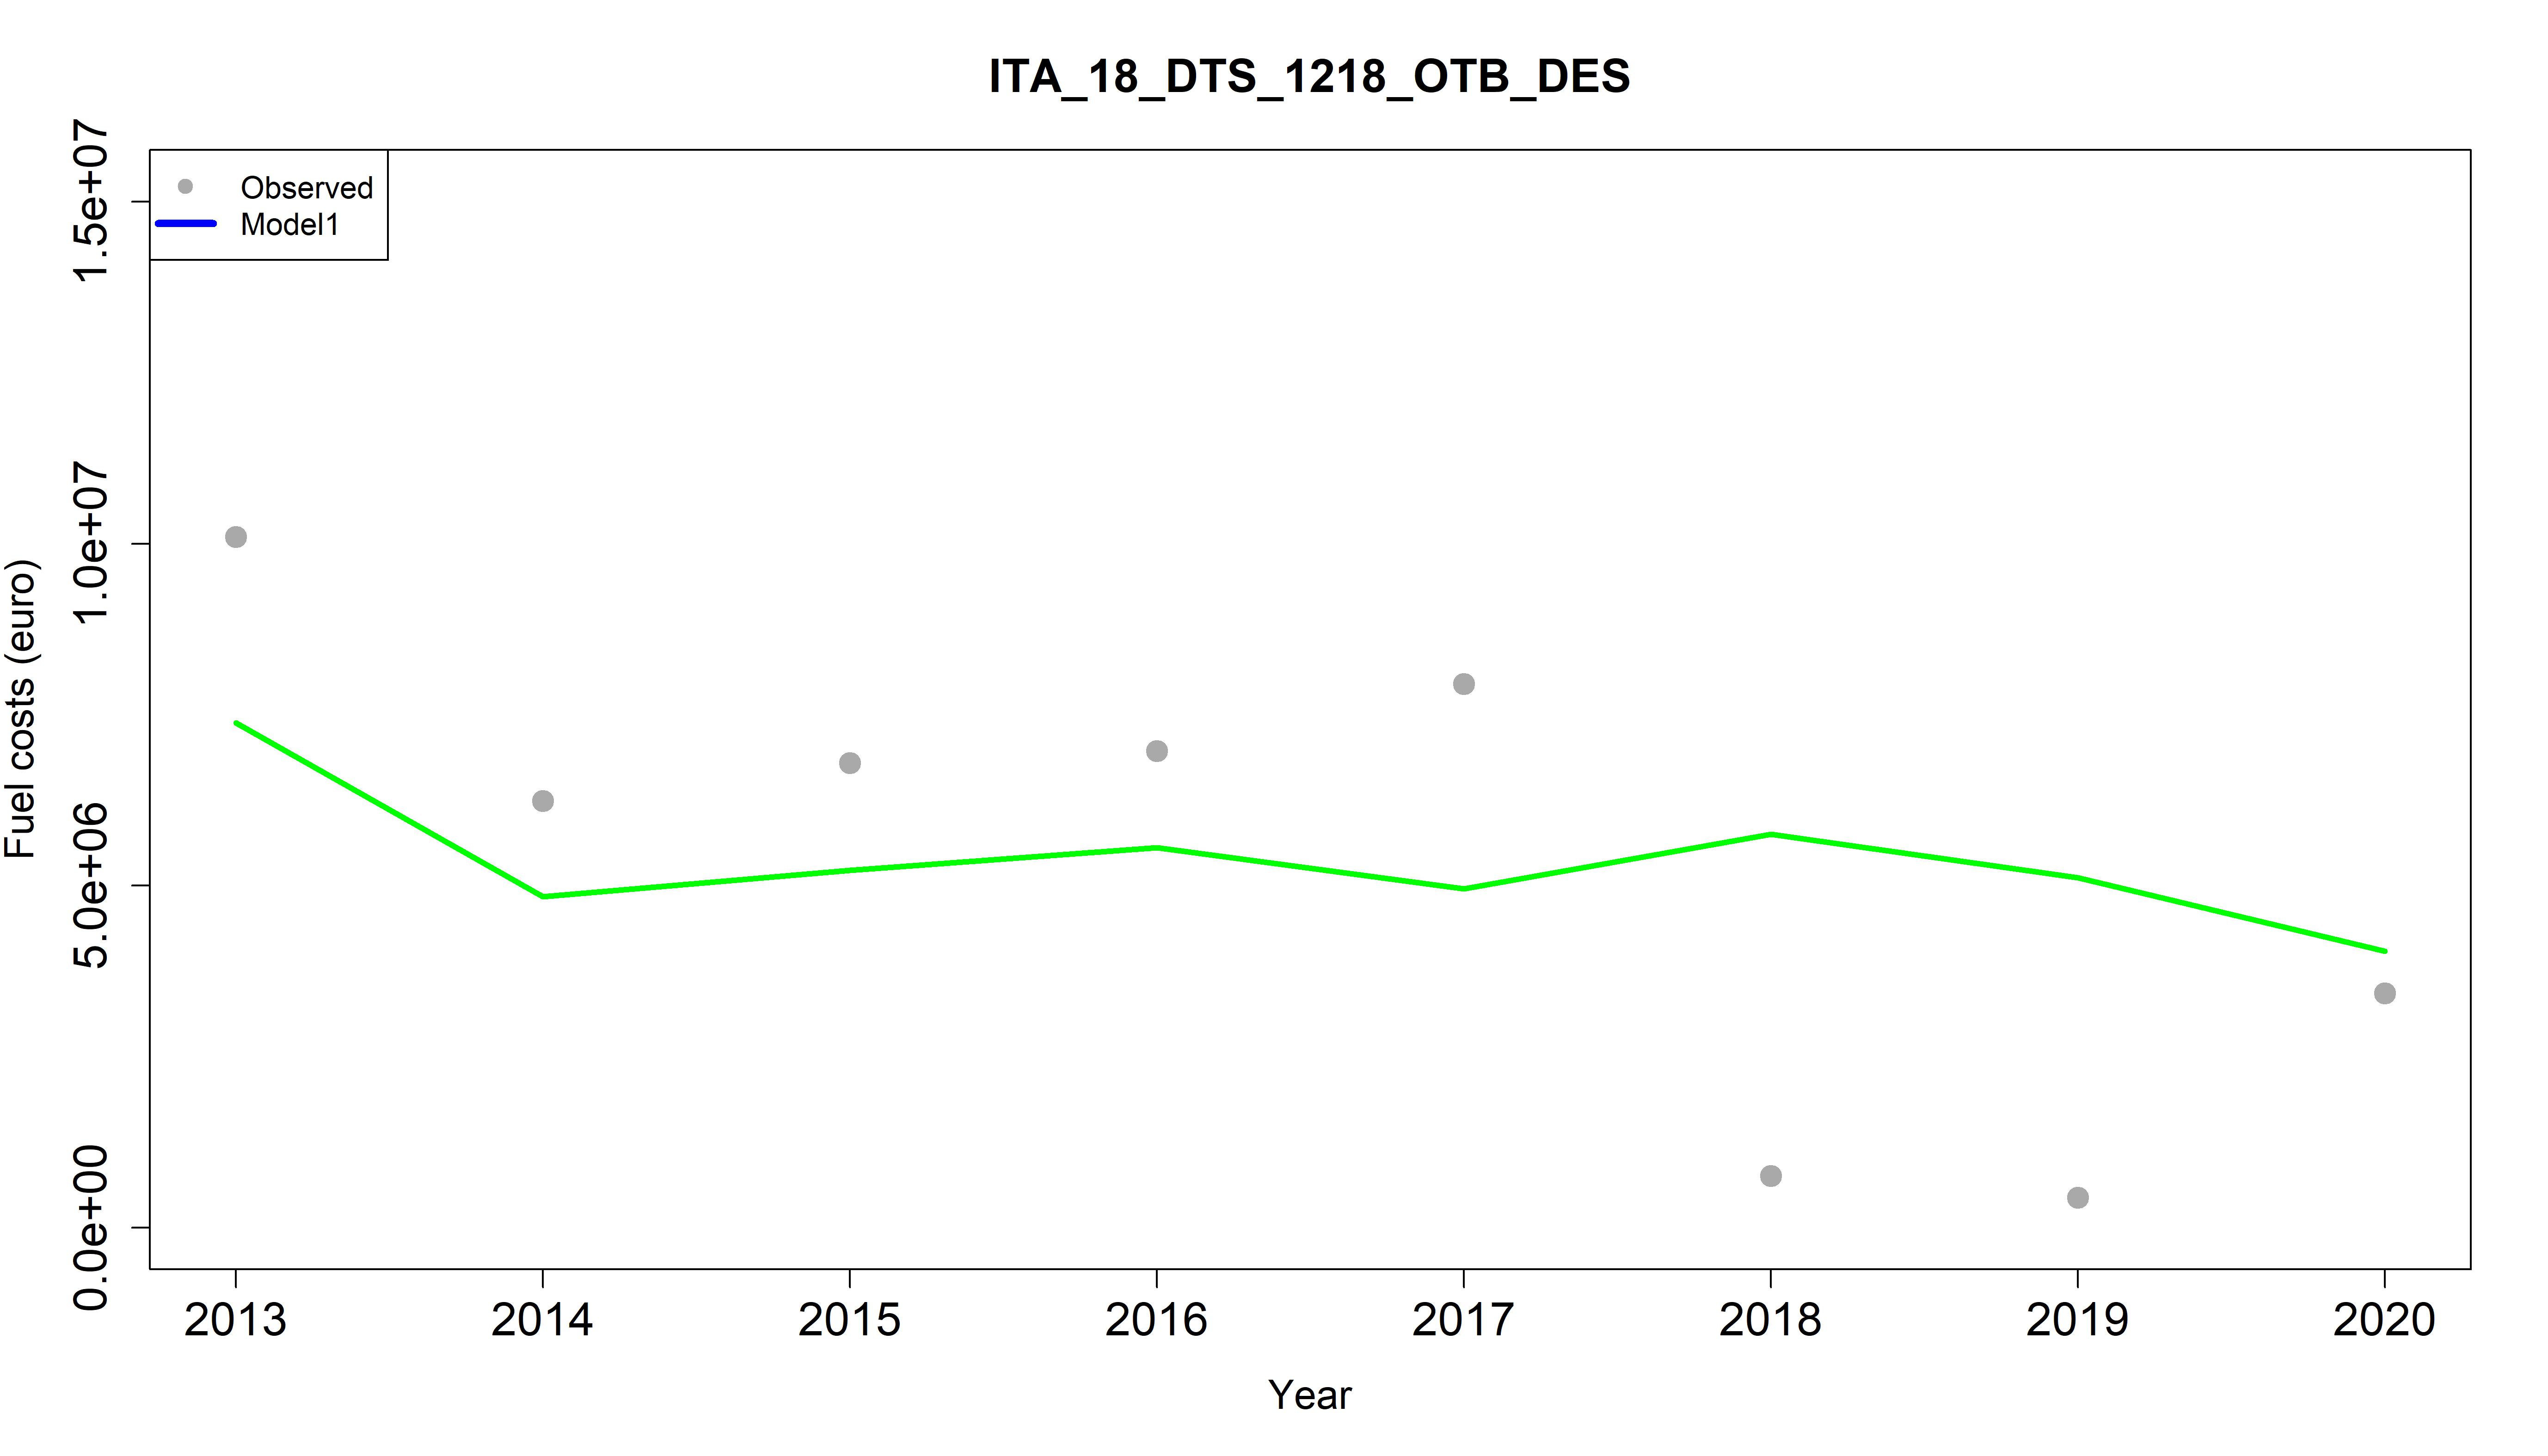 ITA_18_DTS_1218_OTB_DES
Observed
Model1
Fuel costs (euro)
1.5e+07
1.0e+07
5.0e+06
0.0e+00
2013 2014 2015 2016 2017 2018 2019 2020
Year